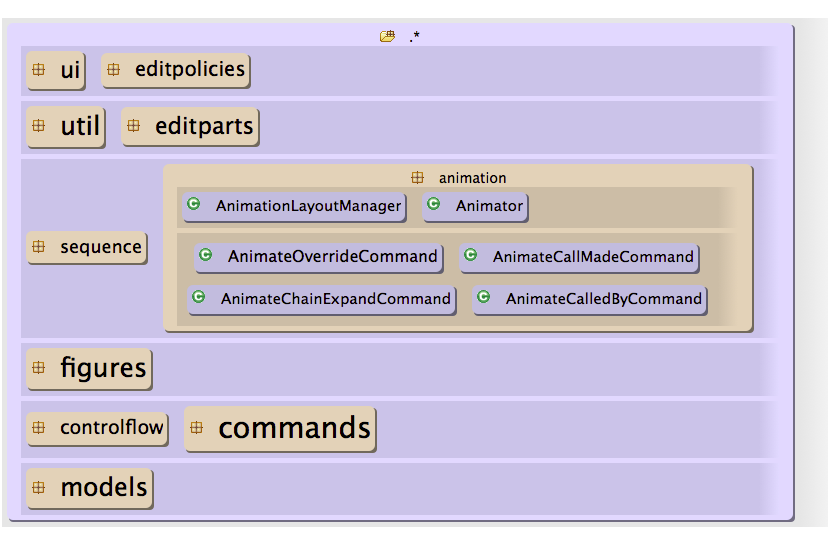 .*
ui editpolicies
util editparts
animation
AnimationLayoutManager Animator
sequence
AnimateOverrideCommand AnimateCallMadeCommand
AnimateChainExpandCommand AnimateCalledByCommand
figures
controlflow commands
models